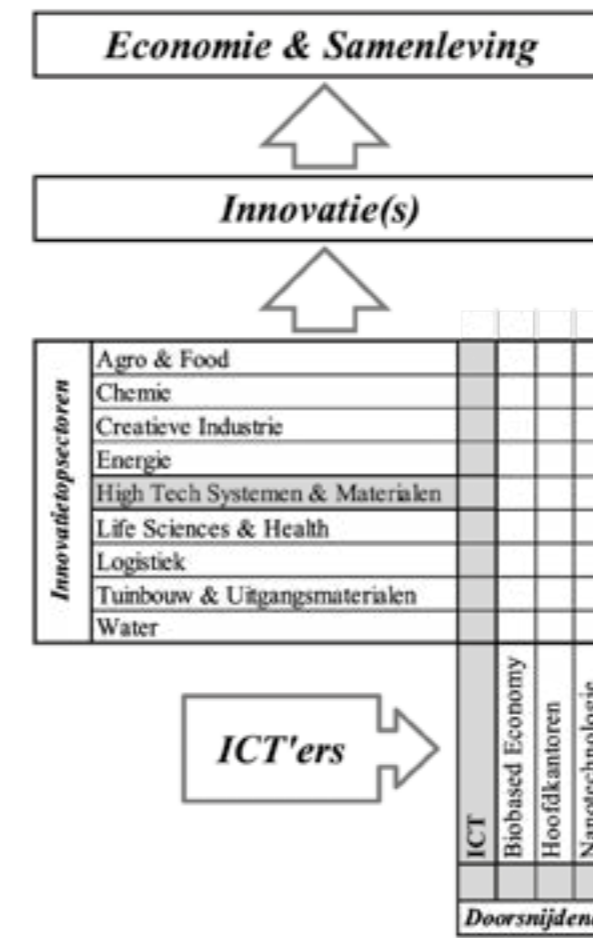 Economie & Samenleving
Innovatie(s)
Innovatietopsectoren
Agro & Food
Chemie
Creatieve Industrie
Energie
High Tech Systemen & Materialen
Life Sciences & Health
Logistiek
Tuinbouw & Uitgangsmaterialen
Water
ICT'ers
ICT
Biobased Economy
Hoofdkantoren
Nanotechnologie